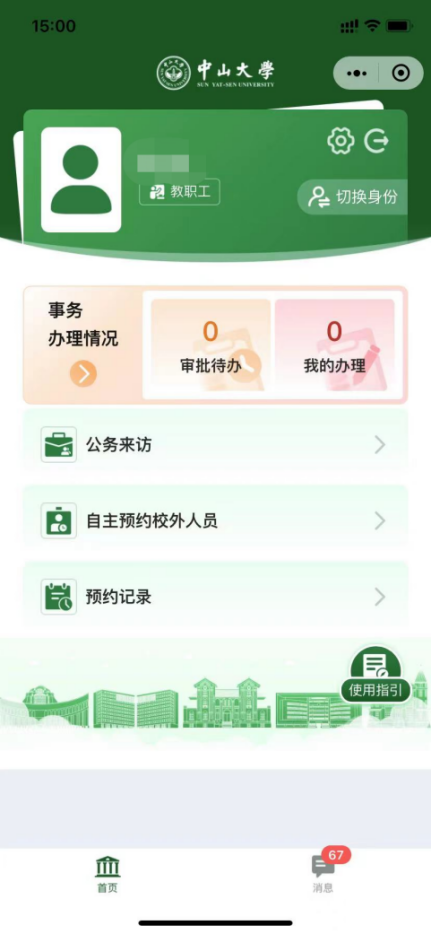 15:00
中山大學
SUN YAT-SEN UNIVERSITY
教职工
切换身份
事务
办理情况
0
审批待办
0
我的办理
公务来访
自主预约校外人员
预约记录
使用指引
67
首页
消息